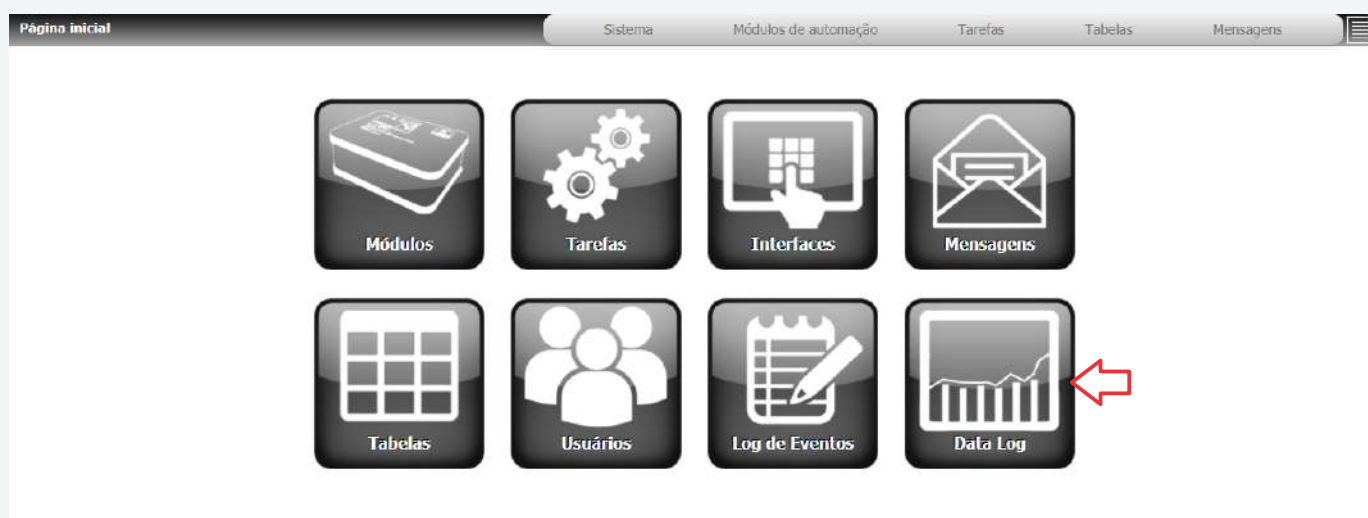 Página inicial
Sistema Módulos de automação Tarefas Tabelas Mensagens
Módulos Tarefas Interfaces Mensagens
Tabelas Usuários Log de Eventos Data Log